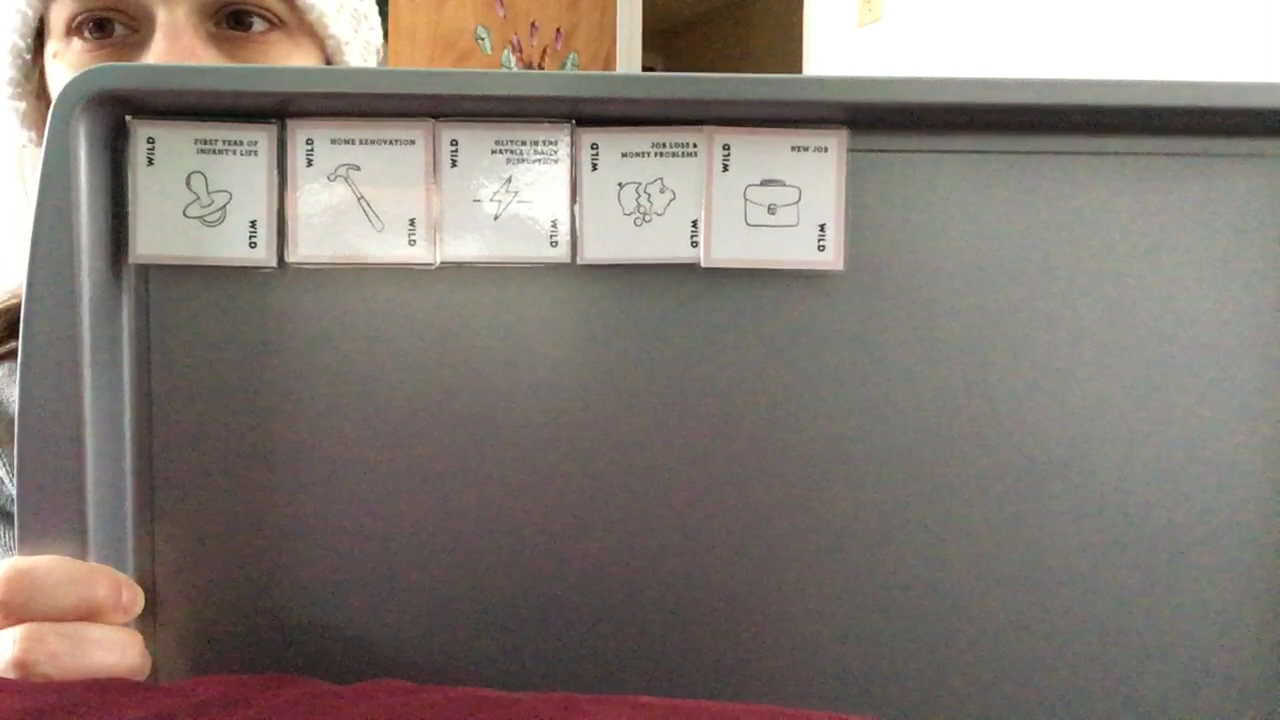 WILD
FIRST YEAR OF
INFANT'S LIFE
WILD
WILD
HOME RENOVATION
WILD
WILD
GLITCH IN THE
MATRIX / DAILY
DISRUPTION
WILD
WILD
JOB LOSS &
MONEY PROBLEMS
WILD
WILD
NEW JOB
WILD